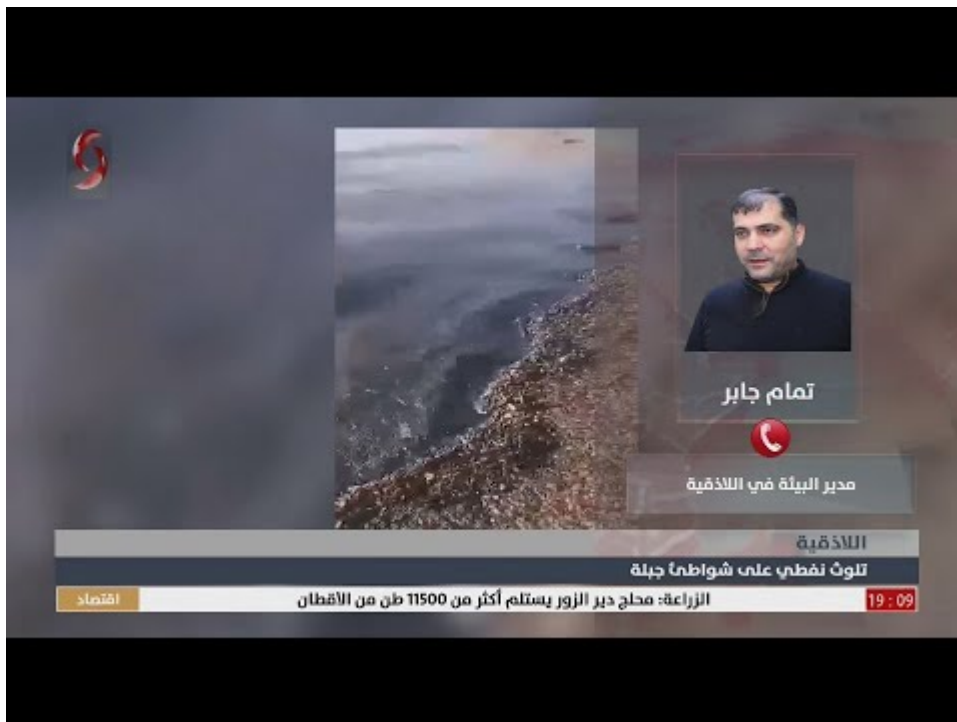 تمام جابر
مدير البيئة في اللاذقية
اللاذقية
تلوث نفطي على شواطئ جبلة
19 : 09
الزراعة: محلج دير الزور يستلم أكثر من 11500 طن من الأقطان
اقتصاد